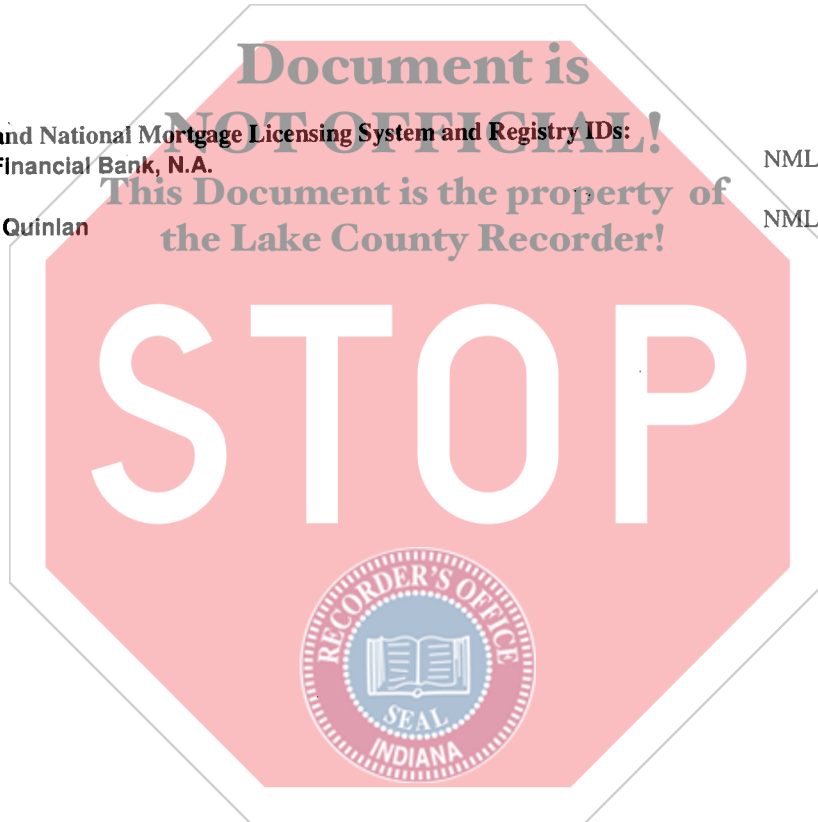 Document is
NOT OFFICIAL!
and National Mortgage Licensing System and Registry IDs:
Financial Bank, N.A.
NML
This Document is the property of
Quinlan
NML
the Lake County Recorder!
STOP
RECORDER'S OFFICE
SEAL
INDIANA